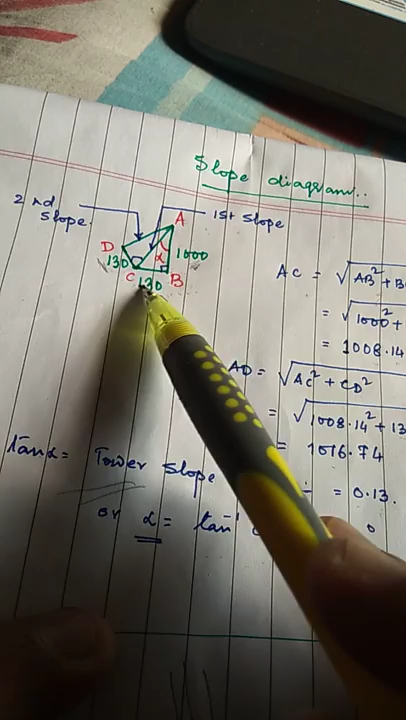 Slope diagram..
2nd Slope
1st Slope
A
D
130
1000
C
B
α
130
AC = √AB² + B
= √1000² +
= 1008.14
AD = √AC² + CD²
= √1008.14² + 13
= 1016.74
tanα = Tower Slope
= 0.13.
or α = tan⁻¹
0